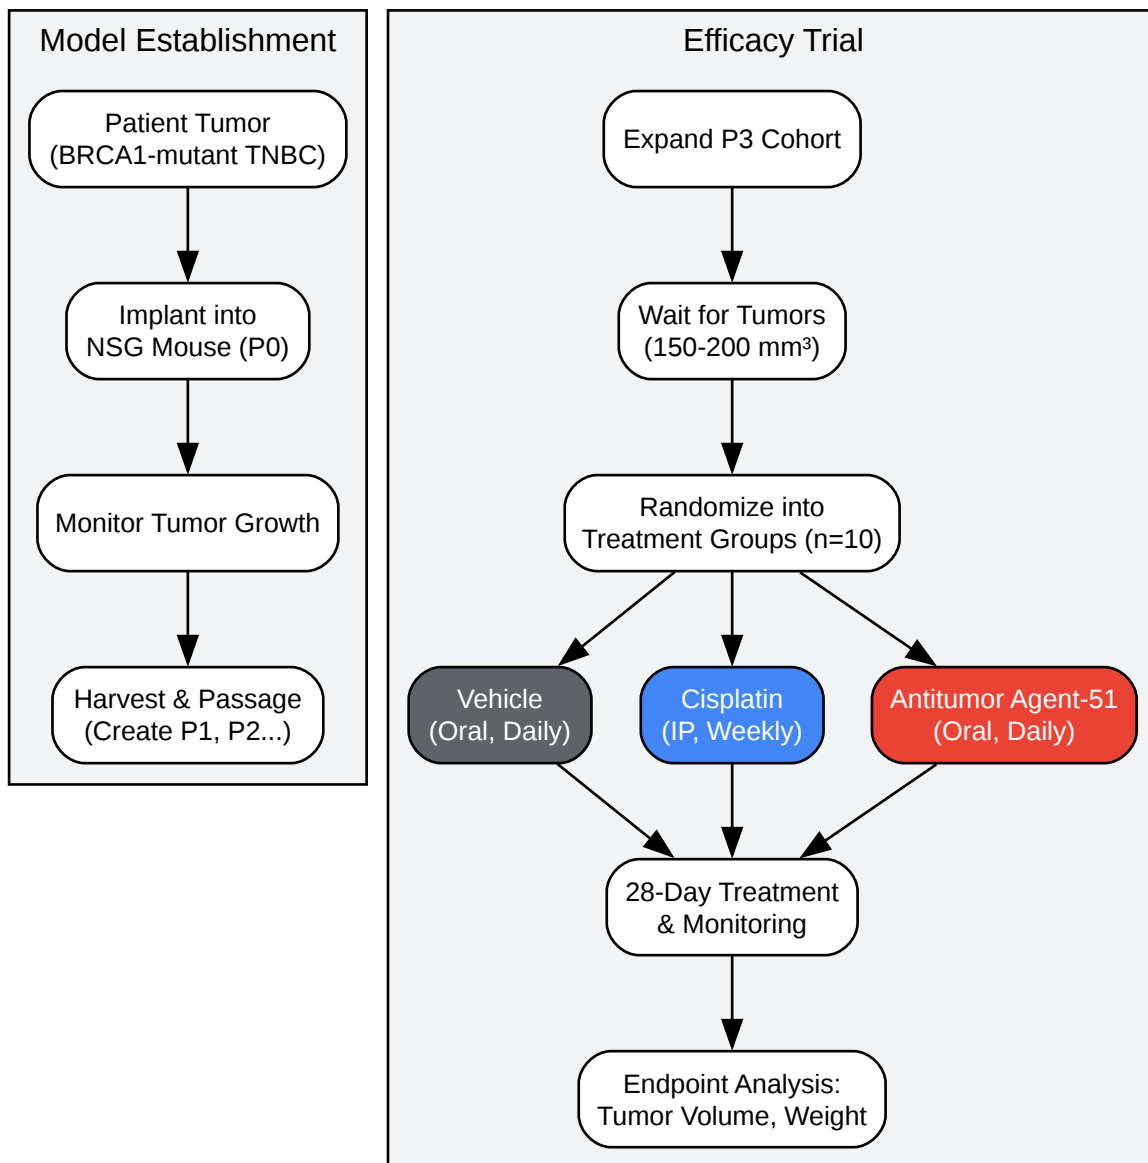 Model Establishment
Patient Tumor
(BRCA1-mutant TNBC)
Implant into
NSG Mouse (P0)
Monitor Tumor Growth
Harvest & Passage
(Create P1, P2...)
Efficacy Trial
Expand P3 Cohort
Wait for Tumors
(150-200 mm³)
Randomize into
Treatment Groups (n=10)
Vehicle
(Oral, Daily)
Cisplatin
(IP, Weekly)
Antitumor Agent-51
(Oral, Daily)
28-Day Treatment
& Monitoring
Endpoint Analysis:
Tumor Volume, Weight